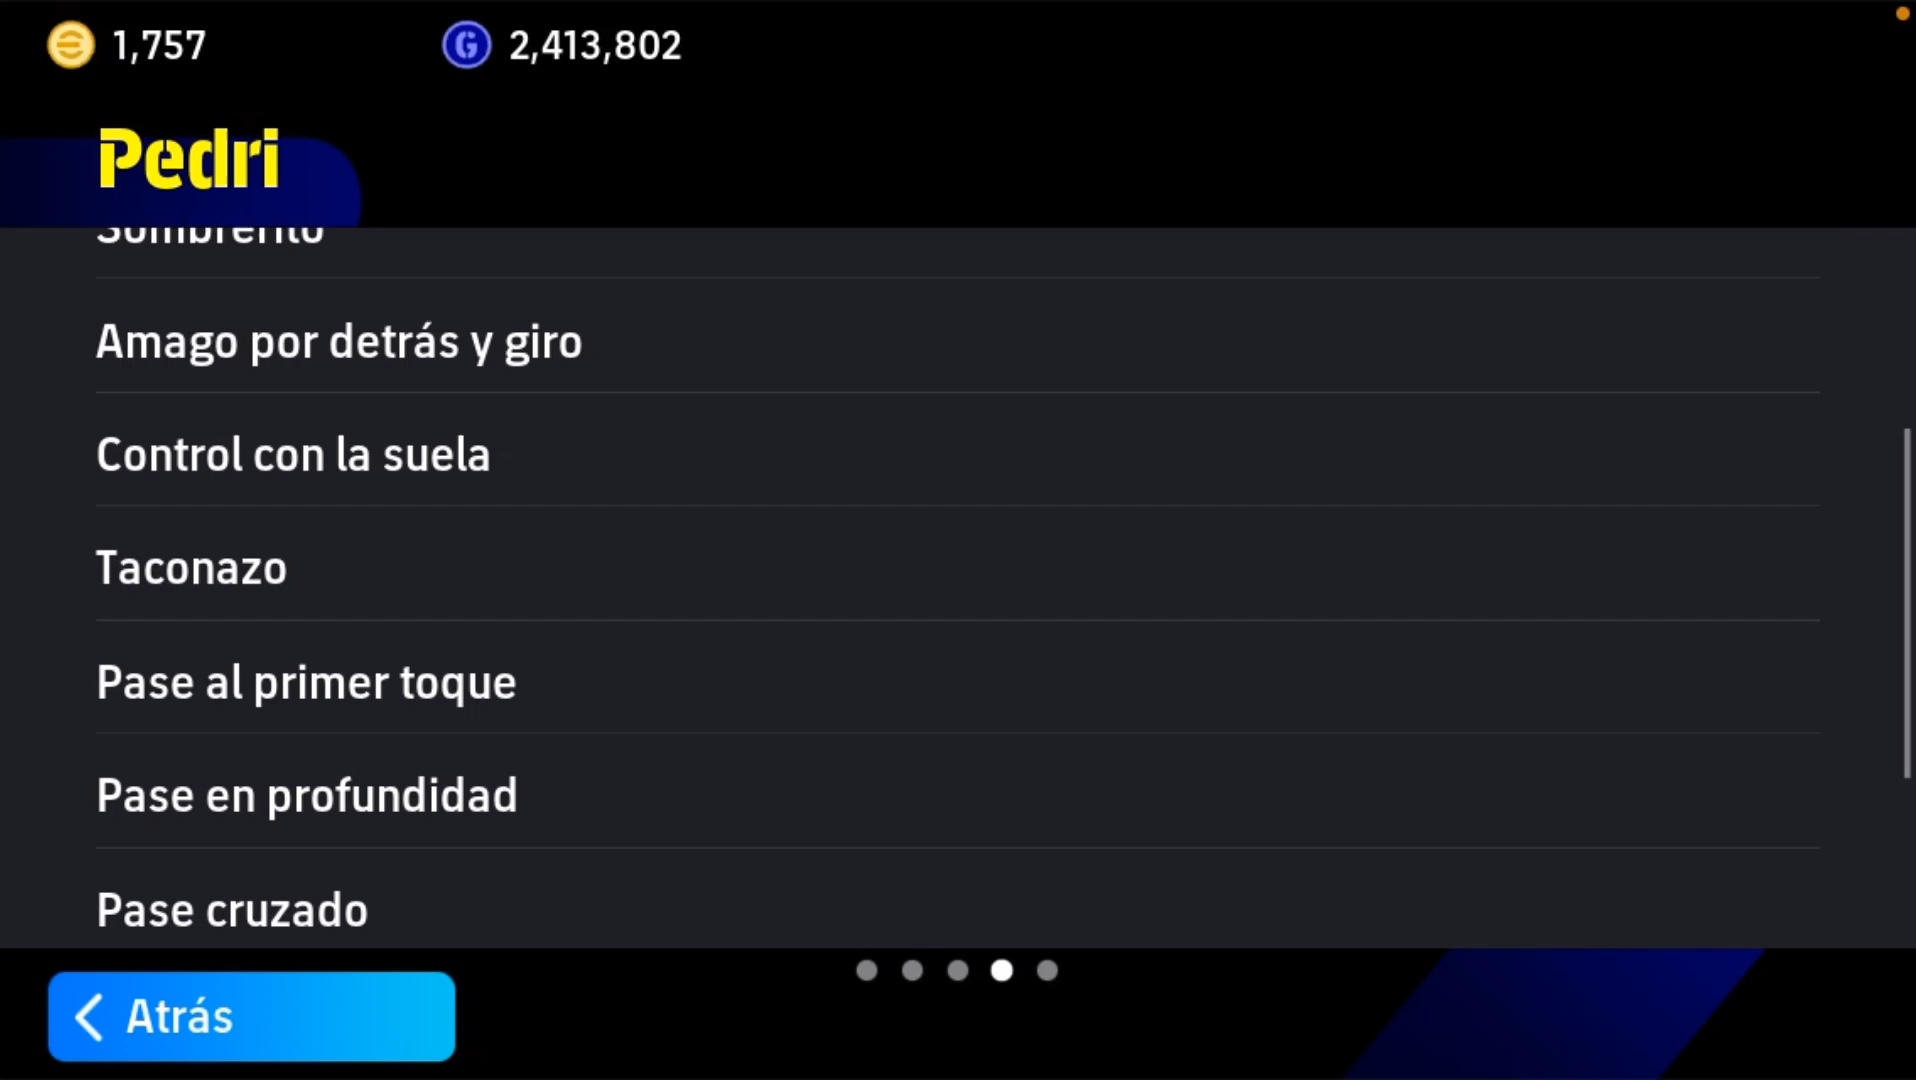 1,757
2,413,802
Pedri
Sombrerito
Amago por detrás y giro
Control con la suela
Taconazo
Pase al primer toque
Pase en profundidad
Pase cruzado
Atrás